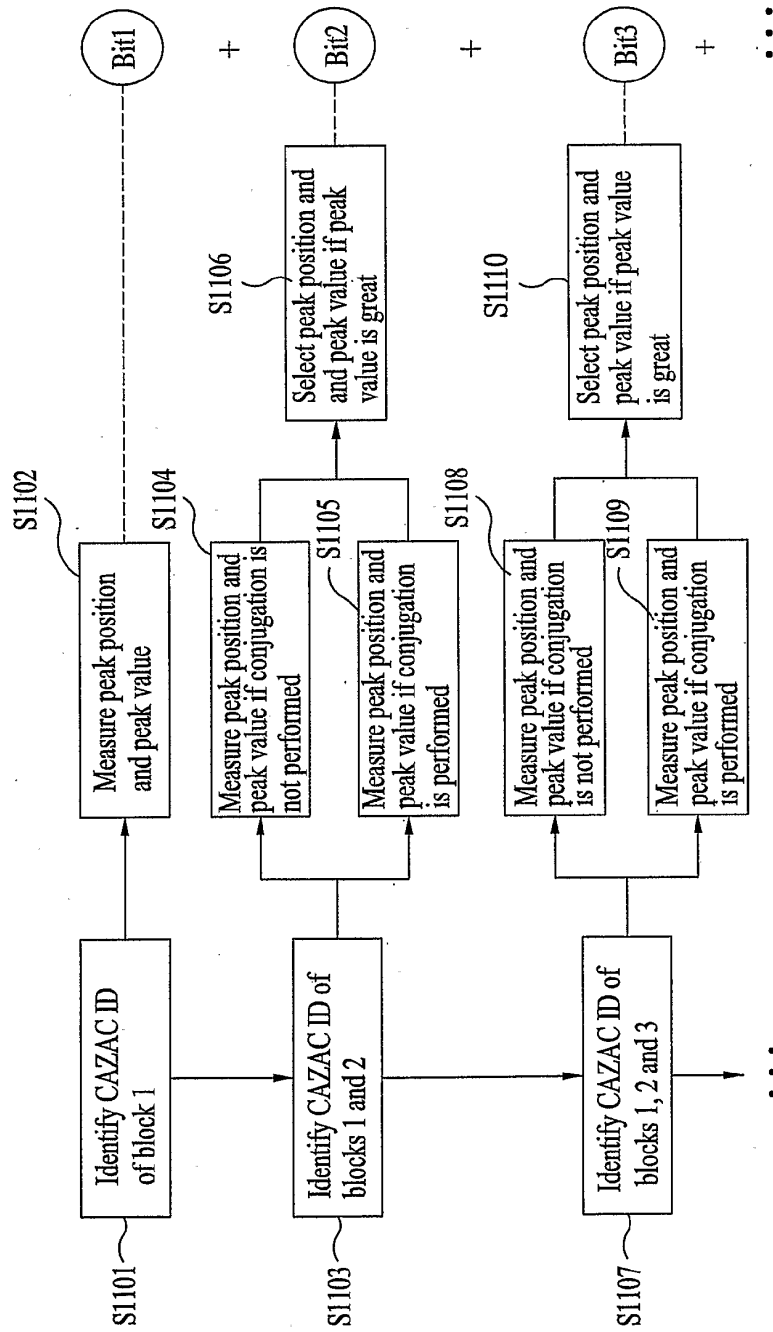 S1101
Identify CAZAC ID
of block 1
S1102
Measure peak position
and peak value
Bit1
+
S1103
Identify CAZAC ID of
blocks 1 and 2
S1104
Measure peak position and
peak value if conjugation is
not performed
S1105
Measure peak position and
peak value if conjugation
is performed
S1106
Select peak position and
and peak value if peak
value is great
Bit2
+
S1107
Identify CAZAC ID of
blocks 1, 2 and 3
S1108
Measure peak position and
peak value if conjugation
is not performed
S1109
Measure peak position and
peak value if conjugation
is performed
S1110
Select peak position and
peak value if peak value
is great
Bit3
+
...
...